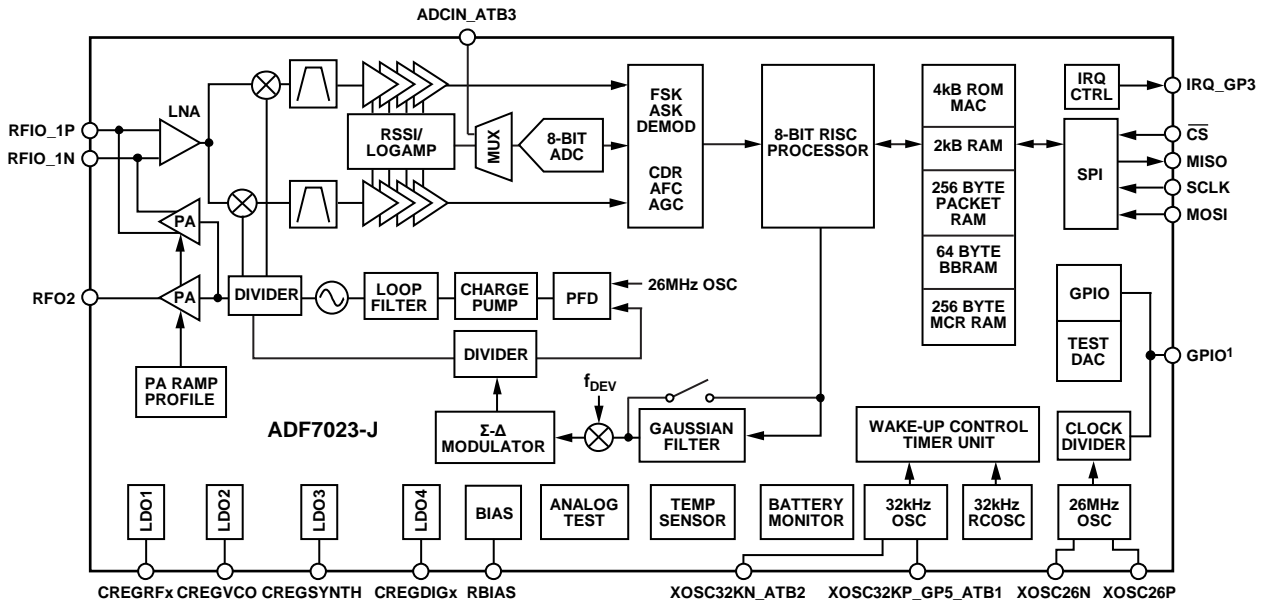 ADCIN_ATB3
RFIO_1P
RFIO_1N
LNA
RSSI/
LOGAMP
MUX
8-BIT
ADC
FSK
ASK
DEMOD
CDR
AFC
AGC
8-BIT RISC
PROCESSOR
4kB ROM
MAC
2kB RAM
256 BYTE
PACKET
RAM
64 BYTE
BBRAM
256 BYTE
MCR RAM
IRQ
CTRL
IRQ_GP3
SPI
CS
MISO
SCLK
MOSI
PA
RFO2
PA
DIVIDER
LOOP
FILTER
CHARGE
PUMP
PFD
26MHz OSC
GPIO
TEST
DAC
GPIO1
PA RAMP
PROFILE
DIVIDER
fDEV
ADF7023-J
Σ-Δ
MODULATOR
GAUSSIAN
FILTER
WAKE-UP CONTROL
TIMER UNIT
CLOCK
DIVIDER
LDO1
LDO2
LDO3
LDO4
BIAS
ANALOG
TEST
TEMP
SENSOR
BATTERY
MONITOR
32kHz
OSC
32kHz
RCOSC
26MHz
OSC
CREGRFx
CREGVCO
CREGSYNTH
CREGDIGx
RBIAS
XOSC32KN_ATB2
XOSC32KP_GP5_ATB1
XOSC26N
XOSC26P